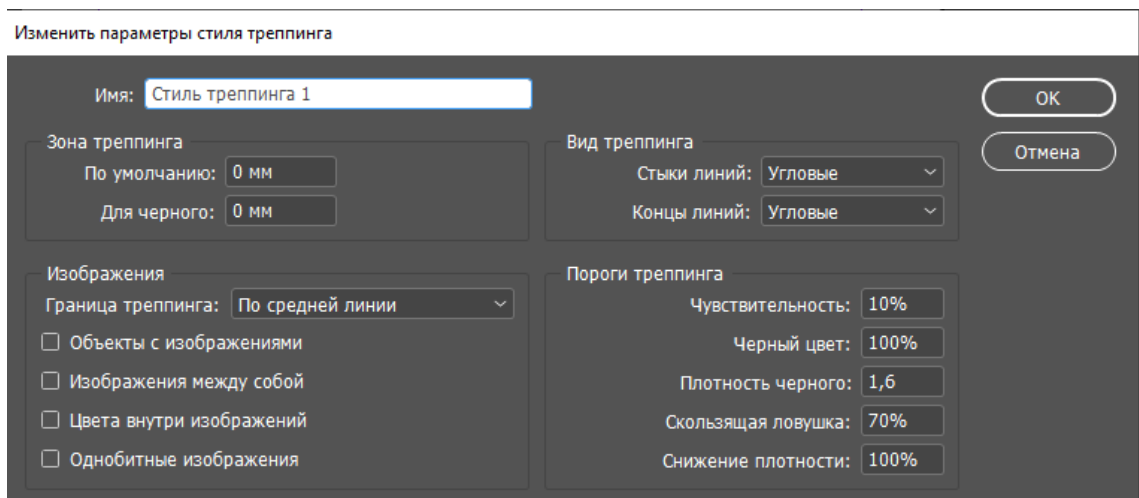 Изменить параметры стиля треппинга
Имя: Стиль треппинга 1
OK
Отмена
Зона треппинга
По умолчанию: 0 мм
Для черного: 0 мм
Вид треппинга
Стыки линий: Угловые
Концы линий: Угловые
Изображения
Граница треппинга: По средней линии
Объекты с изображениями
Изображения между собой
Цвета внутри изображений
Однобитные изображения
Пороги треппинга
Чувствительность: 10%
Черный цвет: 100%
Плотность черного: 1,6
Скользящая ловушка: 70%
Снижение плотности: 100%